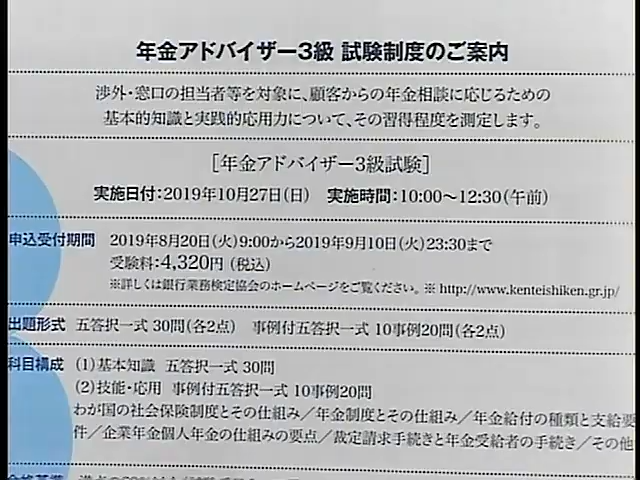 年金アドバイザー3級 試験制度のご案内
渉外・窓口の担当者等を対象に、顧客からの年金相談に応じるための
基本的知識と実践的応用力について、その習得程度を測定します。
［年金アドバイザー3級試験］
実施日付：2019年10月27日（日） 実施時間：10:00〜12:30（午前）
申込受付期間 2019年8月20日（火）9:00から2019年9月10日（火）23:30まで
受験料：4,320円（税込）
※詳しくは銀行業務検定協会のホームページをご覧ください。※ http://www.kenteishiken.gr.jp/
出題形式 五答択一式 30問（各2点） 事例付五答択一式 10事例20問（各2点）
科目構成 （1）基本知識 五答択一式 30問
（2）技能・応用 事例付五答択一式 10事例20問
わが国の社会保険制度とその仕組み／年金制度とその仕組み／年金給付の種類と支給要
件／企業年金個人年金の仕組みの要点／裁定請求手続きと年金受給者の手続き／その他